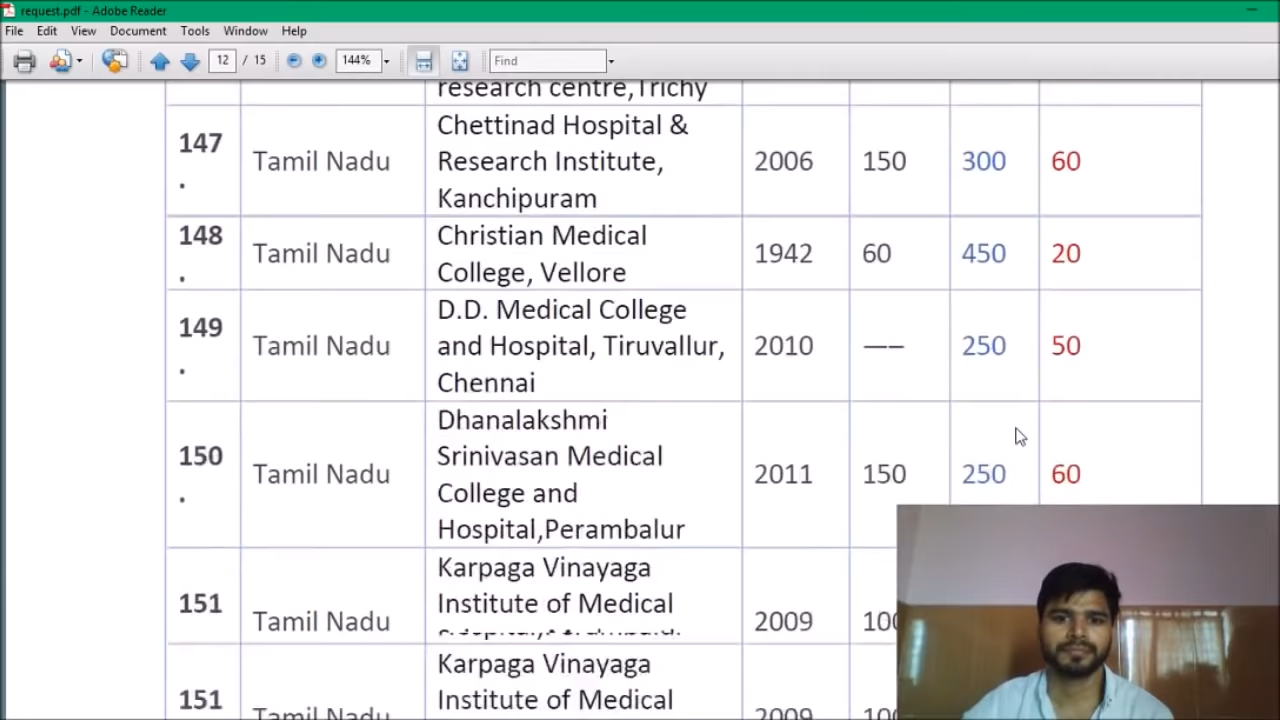 request.pdf - Adobe Reader
File Edit View Document Tools Window Help
12 / 15 144% Find
research centre,Trichy
147. Tamil Nadu Chettinad Hospital & Research Institute, Kanchipuram 2006 150 300 60
148. Tamil Nadu Christian Medical College, Vellore 1942 60 450 20
149. Tamil Nadu D.D. Medical College and Hospital, Tiruvallur, Chennai 2010 —– 250 50
150. Tamil Nadu Dhanalakshmi Srinivasan Medical College and Hospital,Perambalur 2011 150 250 60
151 Tamil Nadu Karpaga Vinayaga Institute of Medical 2009
151 Tamil Nadu Karpaga Vinayaga Institute of Medical 2009